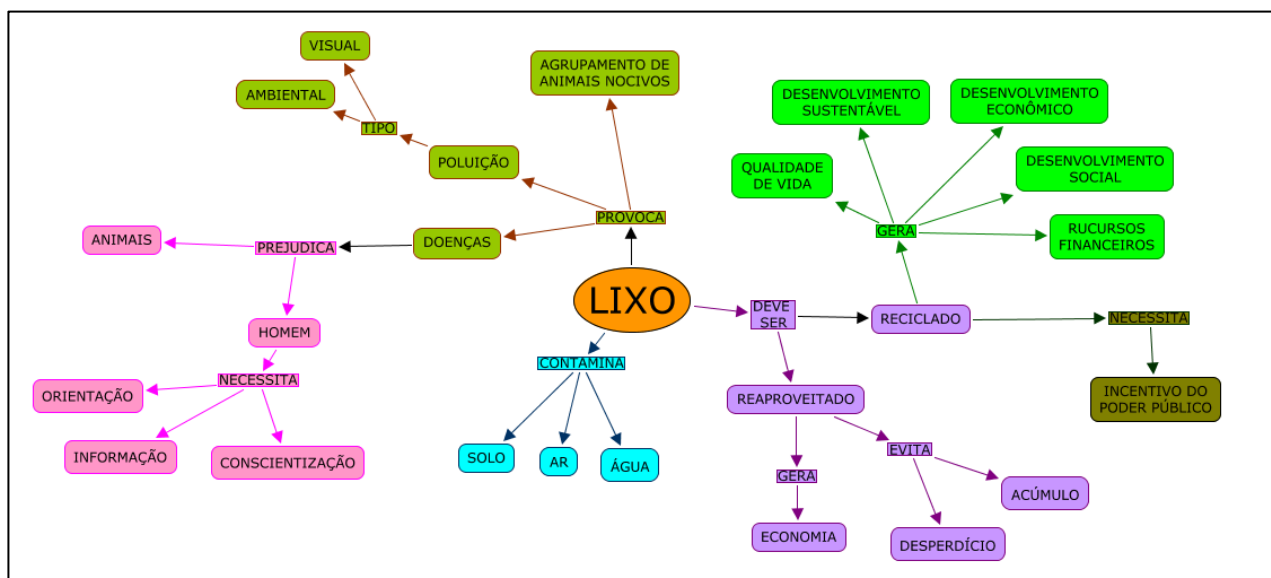 VISUAL
AMBIENTAL
TIPO
POLUIÇÃO
AGRUPAMENTO DE
ANIMAIS NOCIVOS
PROVOCA
DOENÇAS
PREJUDICA
ANIMAIS
HOMEM
NECESSITA
ORIENTAÇÃO
INFORMAÇÃO
CONSCIENTIZAÇÃO
LIXO
CONTAMINA
SOLO
AR
ÁGUA
DEVE
SER
RECICLADO
GERA
QUALIDADE
DE VIDA
DESENVOLVIMENTO
SUSTENTÁVEL
DESENVOLVIMENTO
ECONÔMICO
DESENVOLVIMENTO
SOCIAL
RUCURSOS
FINANCEIROS
NECESSITA
INCENTIVO DO
PODER PÚBLICO
REAPROVEITADO
GERA
ECONOMIA
EVITA
ACÚMULO
DESPERDÍCIO